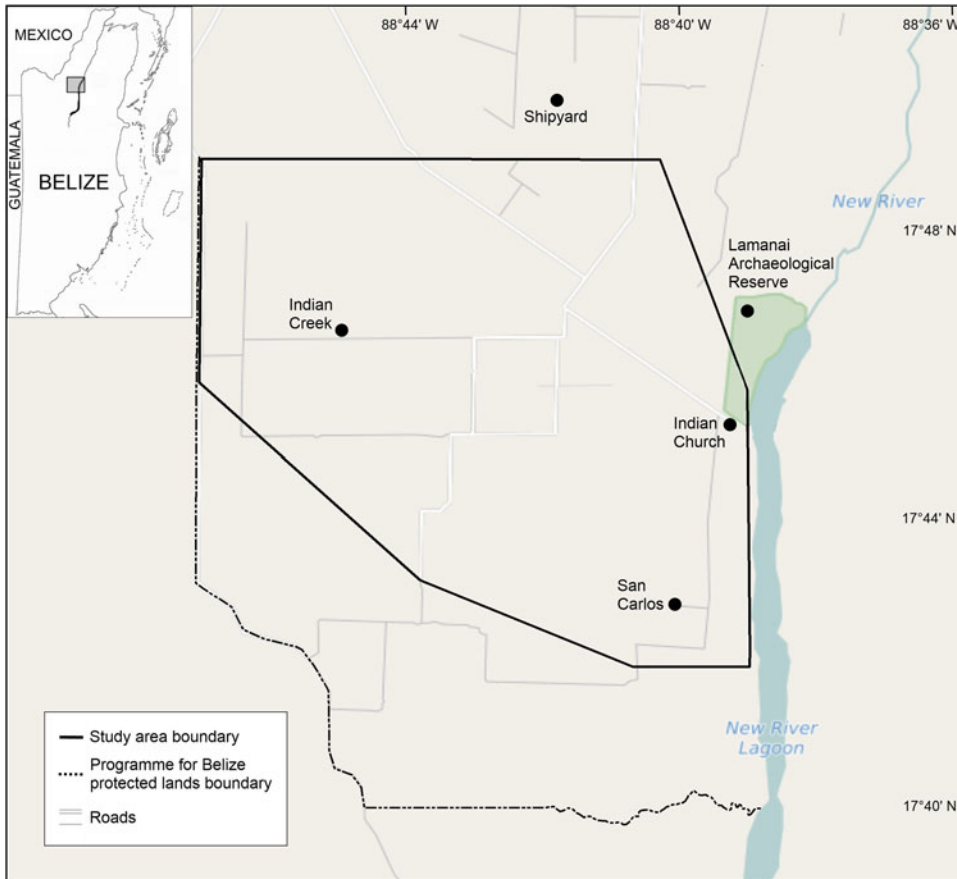 88°44' W
88°40' W
88°36' W
MEXICO
GUATEMALA
BELIZE
Shipyard
New River
17°48' N
Lamanai
Archaeological
Reserve
Indian
Creek
Indian
Church
17°44' N
San
Carlos
New River
Lagoon
Study area boundary
Programme for Belize
protected lands boundary
Roads
17°40' N